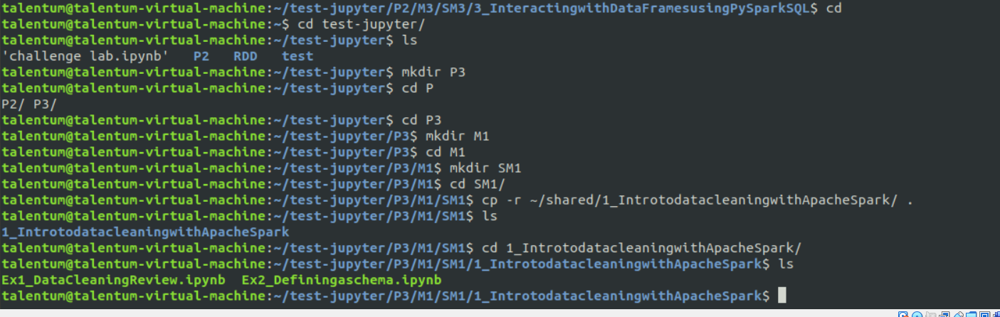 talentum@talentum-virtual-machine:~/test-jupyter/P2/M3/SM3/3_InteractingwithDataFramesusingPySparkSQL$ cd
talentum@talentum-virtual-machine:~$ cd test-jupyter/
talentum@talentum-virtual-machine:~/test-jupyter$ ls
'challenge lab.ipynb'   P2   RDD   test
talentum@talentum-virtual-machine:~/test-jupyter$ mkdir P3
talentum@talentum-virtual-machine:~/test-jupyter$ cd P
P2/ P3/
talentum@talentum-virtual-machine:~/test-jupyter$ cd P3
talentum@talentum-virtual-machine:~/test-jupyter/P3$ mkdir M1
talentum@talentum-virtual-machine:~/test-jupyter/P3$ cd M1
talentum@talentum-virtual-machine:~/test-jupyter/P3/M1$ mkdir SM1
talentum@talentum-virtual-machine:~/test-jupyter/P3/M1$ cd SM1/
talentum@talentum-virtual-machine:~/test-jupyter/P3/M1/SM1$ cp -r ~/shared/1_IntrotodatacleaningwithApacheSpark/ .
talentum@talentum-virtual-machine:~/test-jupyter/P3/M1/SM1$ ls
1_IntrotodatacleaningwithApacheSpark
talentum@talentum-virtual-machine:~/test-jupyter/P3/M1/SM1$ cd 1_IntrotodatacleaningwithApacheSpark/
talentum@talentum-virtual-machine:~/test-jupyter/P3/M1/SM1/1_IntrotodatacleaningwithApacheSpark$ ls
Ex1_DataCleaningReview.ipynb  Ex2_Definingaschema.ipynb
talentum@talentum-virtual-machine:~/test-jupyter/P3/M1/SM1/1_IntrotodatacleaningwithApacheSpark$